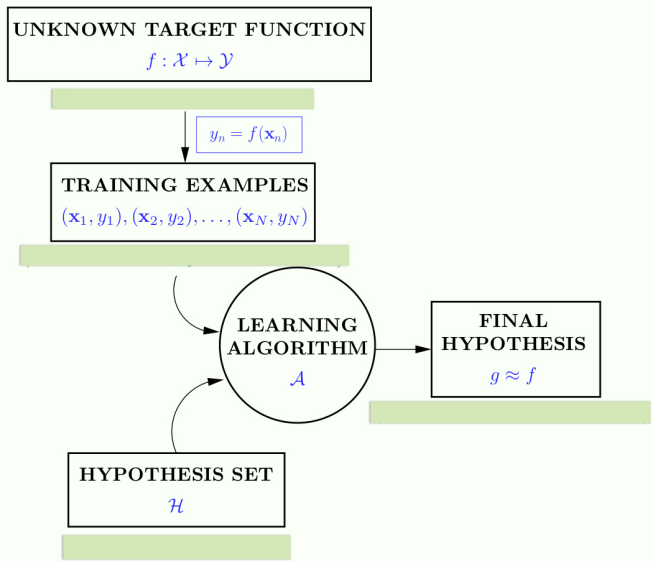 UNKNOWN TARGET FUNCTION
f : 𝒳 ↦ 𝒴
yₙ = f(𝐱ₙ)
TRAINING EXAMPLES
(𝐱₁, y₁), (𝐱₂, y₂), . . . , (𝐱_N, y_N)
LEARNING
ALGORITHM
𝒜
FINAL
HYPOTHESIS
g ≈ f
HYPOTHESIS SET
ℋ